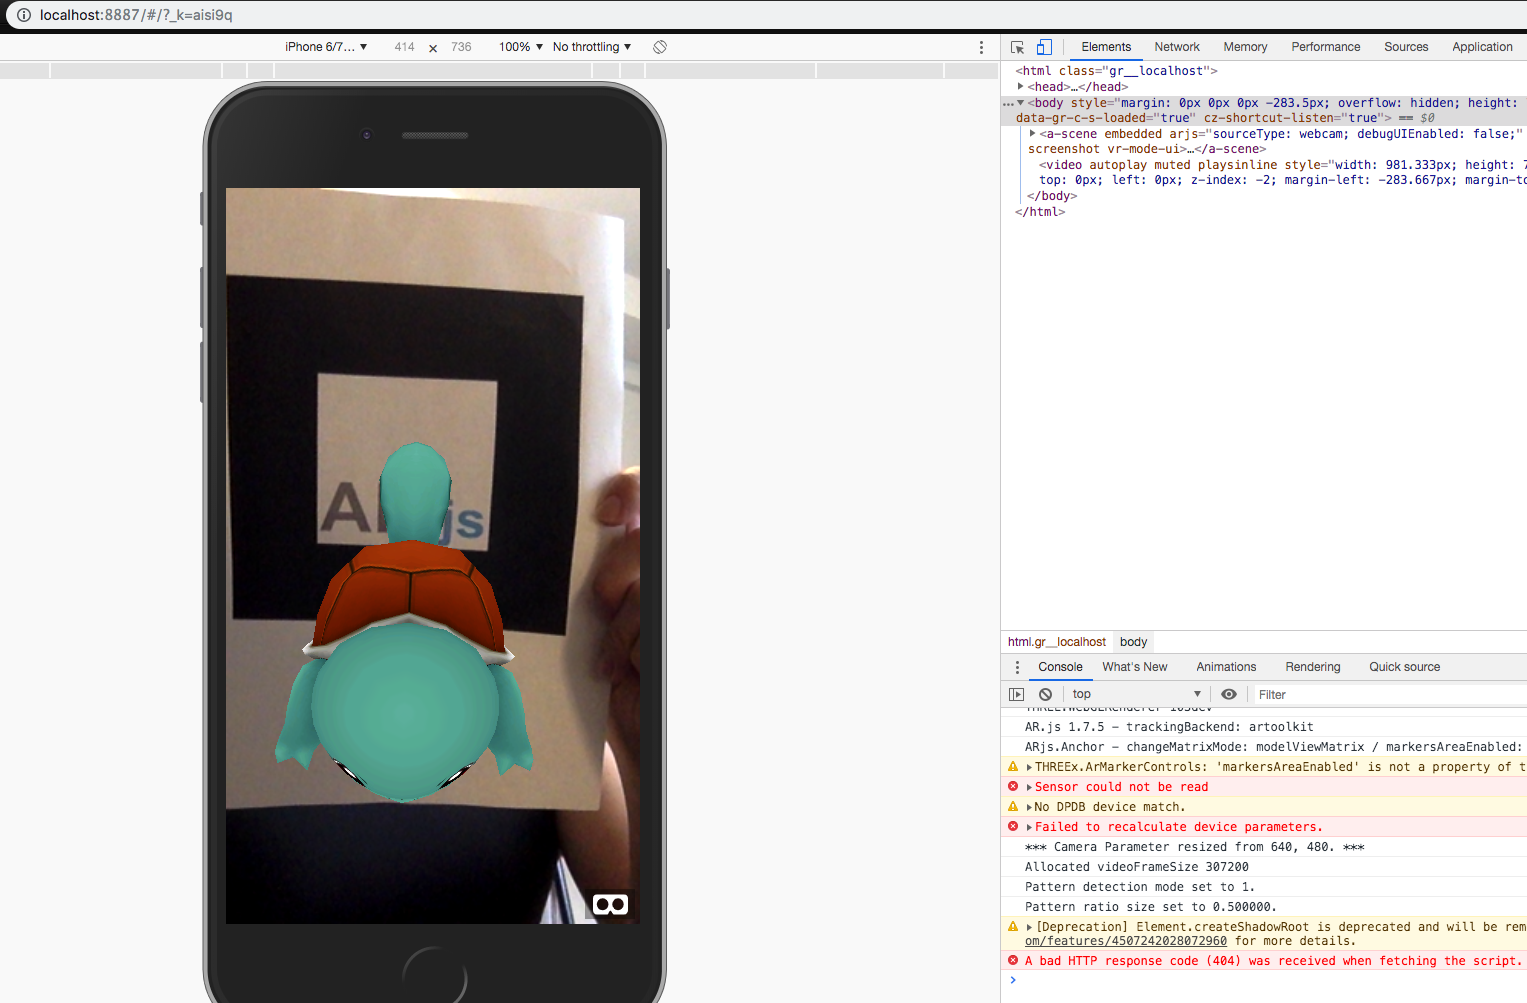 localhost:8887/#/?_k=aisi9q
iPhone 6/7… ▼ 414 × 736 100% ▼ No throttling ▼
Elements Network Memory Performance Sources Application
<html class="gr__localhost">
<head>…</head>
<body style="margin: 0px 0px 0px -283.5px; overflow: hidden; height:
data-gr-c-s-loaded="true" cz-shortcut-listen="true"> == $0
<a-scene embedded arjs="sourceType: webcam; debugUIEnabled: false;"
screenshot vr-mode-ui>…</a-scene>
<video autoplay muted playsinline style="width: 981.333px; height: 7
top: 0px; left: 0px; z-index: -2; margin-left: -283.667px; margin-to
</body>
</html>
A js
html.gr__localhost body
Console What's New Animations Rendering Quick source
top ▼ Filter
THREE.WebGLRenderer 103dev
AR.js 1.7.5 - trackingBackend: artoolkit
ARjs.Anchor - changeMatrixMode: modelViewMatrix / markersAreaEnabled:
THREEx.ArMarkerControls: 'markersAreaEnabled' is not a property of t
Sensor could not be read
No DPDB device match.
Failed to recalculate device parameters.
*** Camera Parameter resized from 640, 480. ***
Allocated videoFrameSize 307200
Pattern detection mode set to 1.
Pattern ratio size set to 0.500000.
[Deprecation] Element.createShadowRoot is deprecated and will be rem
om/features/4507242028072960 for more details.
A bad HTTP response code (404) was received when fetching the script.